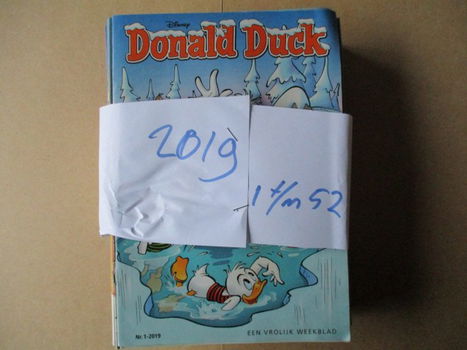 Disney
Donald Duck
2019
1 t/m 52
Nr. 1-2019
EEN VROLIJK WEEKBLAD